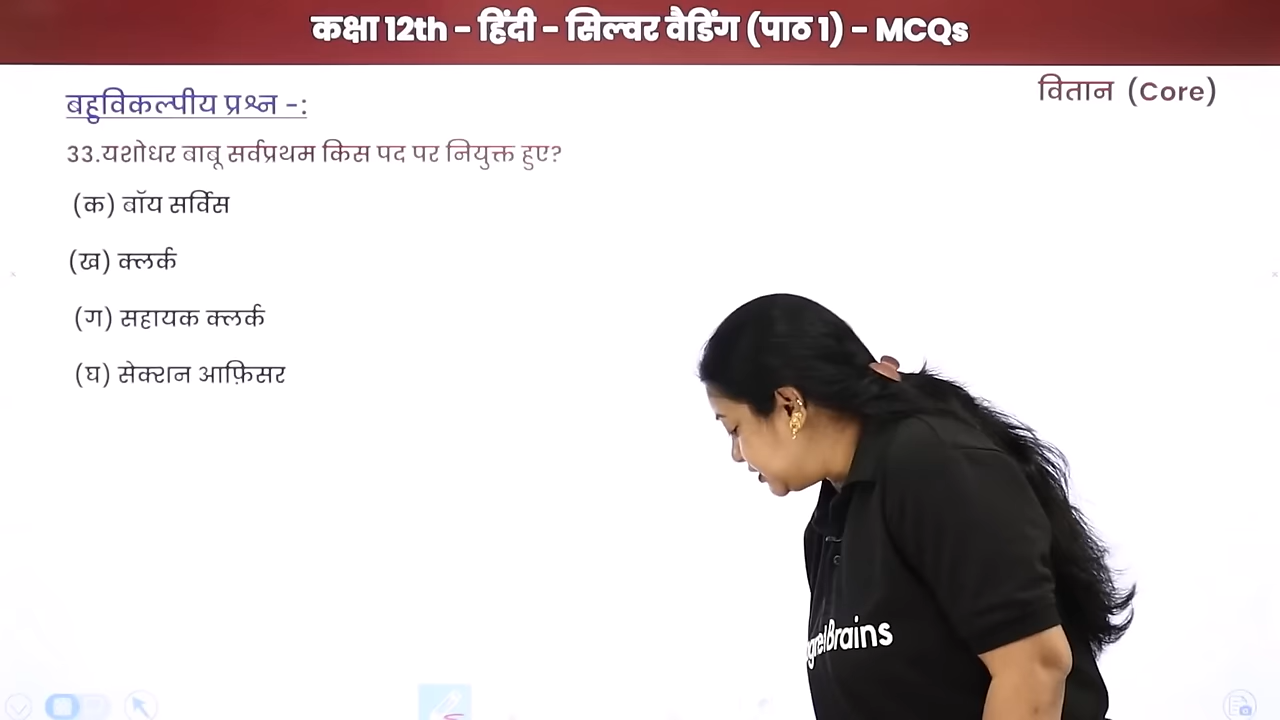 कक्षा 12th - हिंदी - सिल्वर वैडिंग (पाठ 1) - MCQs
वितान (Core)
बहुविकल्पीय प्रश्न -:
33.यशोधर बाबू सर्वप्रथम किस पद पर नियुक्त हुए?
(क) बॉय सर्विस
(ख) क्लर्क
(ग) सहायक क्लर्क
(घ) सेक्शन आफ़िसर
Brains